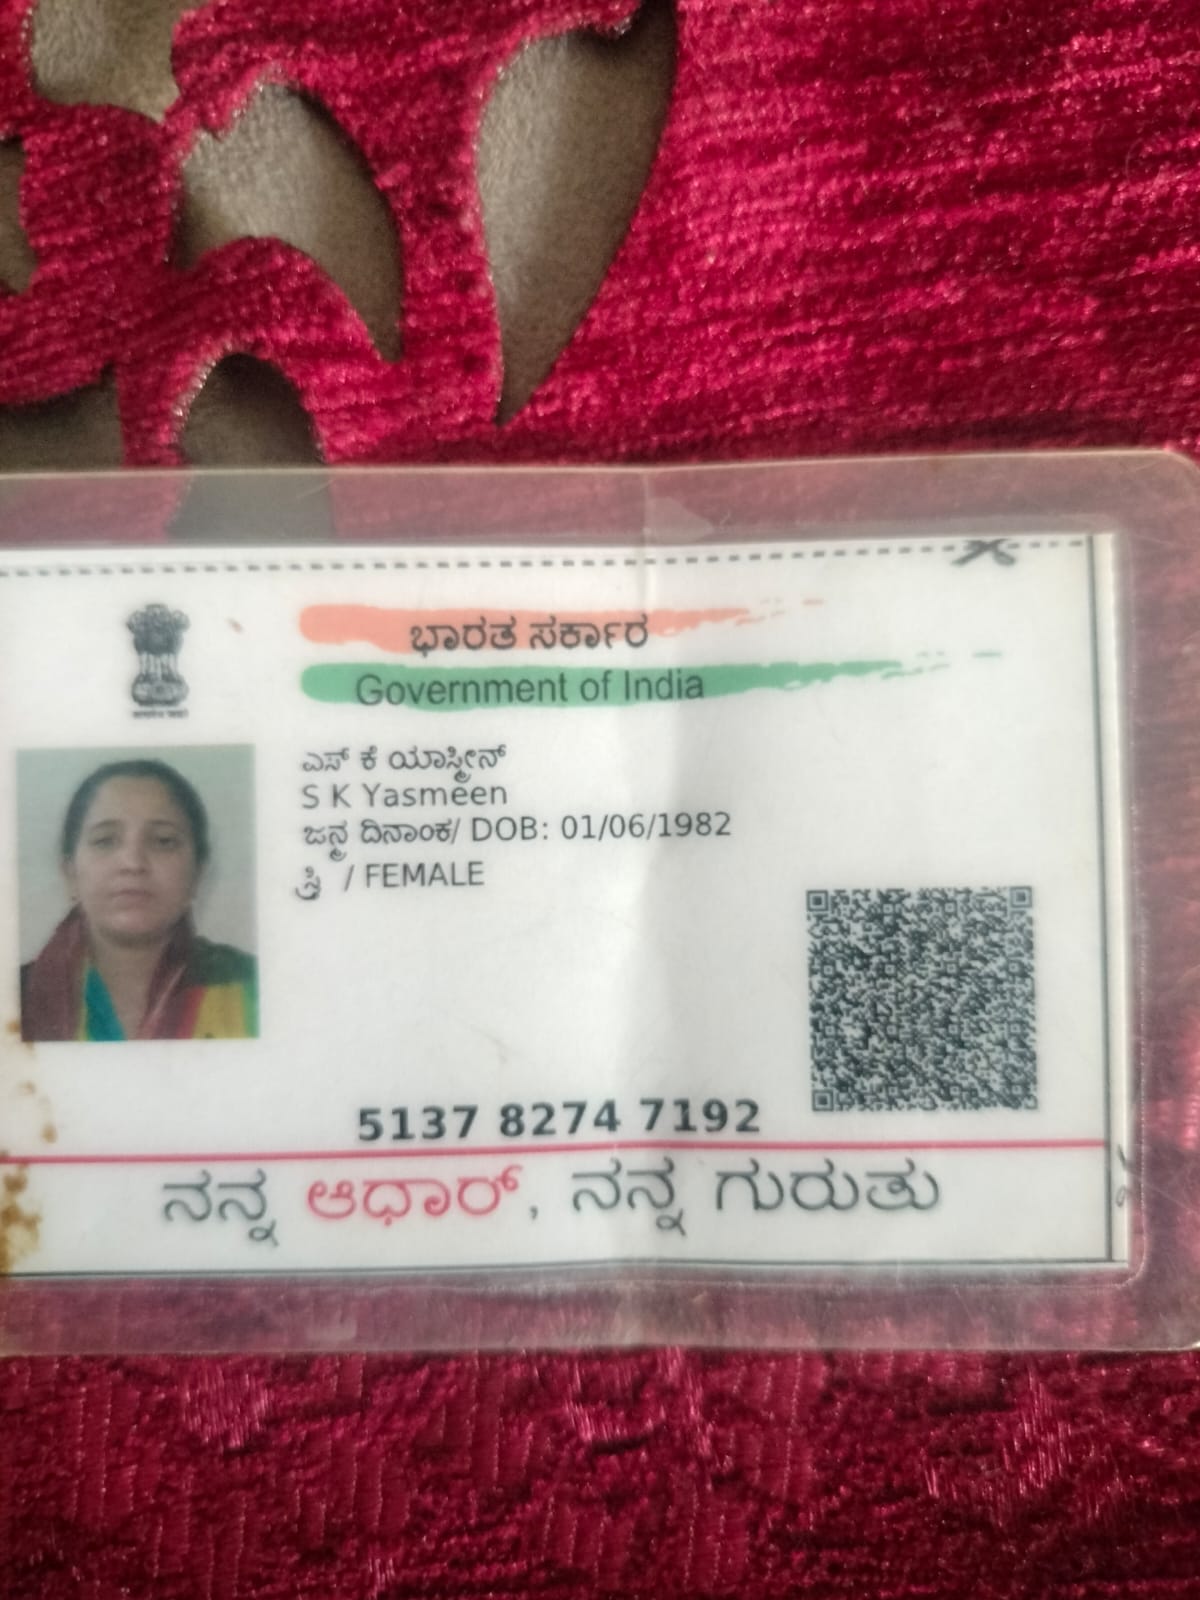 ಭಾರತ ಸರ್ಕಾರ
Government of India
ಎಸ್ ಕೆ ಯಾಸ್ಮೀನ್
S K Yasmeen
ಜನ್ಮ ದಿನಾಂಕ/ DOB: 01/06/1982
ಸ್ತ್ರೀ / FEMALE
5137 8274 7192
ನನ್ನ ಆಧಾರ್, ನನ್ನ ಗುರುತು